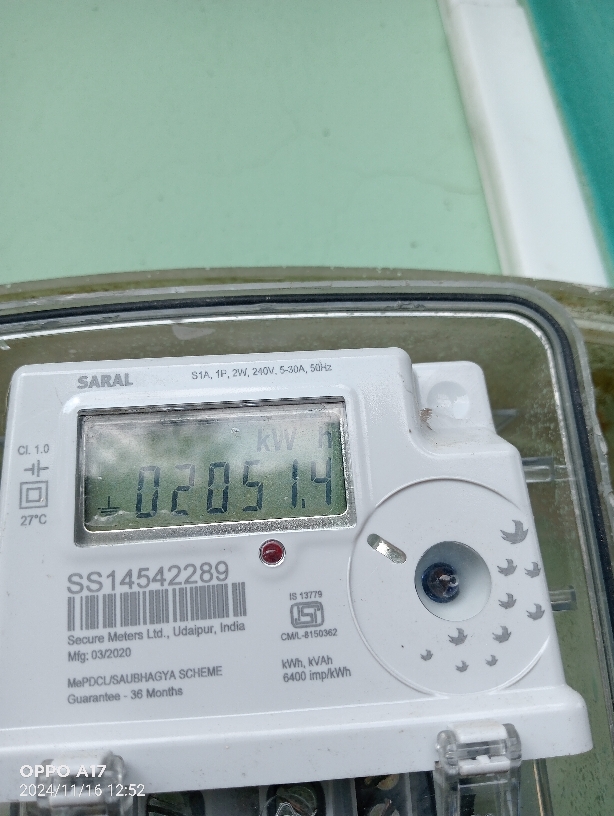 SARAL
S1A, 1P, 2W, 240V, 5-30A, 50Hz
Cl. 1.0
27°C
kW h
02051.4
SS14542289
Secure Meters Ltd., Udaipur, India
Mfg: 03/2020
MePDCL/SAUBHAGYA SCHEME
Guarantee - 36 Months
IS 13779
ISI
CM/L-8150362
kWh, kVAh
6400 imp/kWh
OPPO A17
2024/11/16 12:52